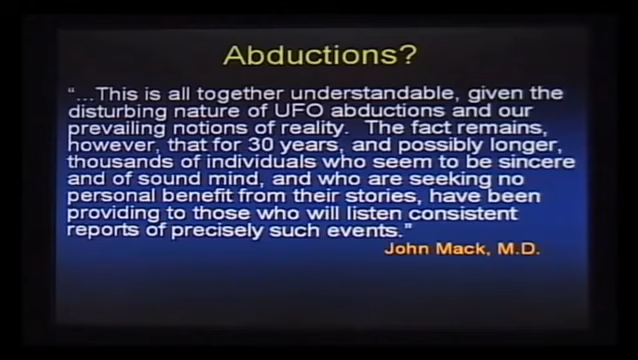 Abductions?
“...This is all together understandable, given the
disturbing nature of UFO abductions and our
prevailing notions of reality. The fact remains,
however, that for 30 years, and possibly longer,
thousands of individuals who seem to be sincere
and of sound mind, and who are seeking no
personal benefit from their stories, have been
providing to those who will listen consistent
reports of precisely such events.”
John Mack, M.D.